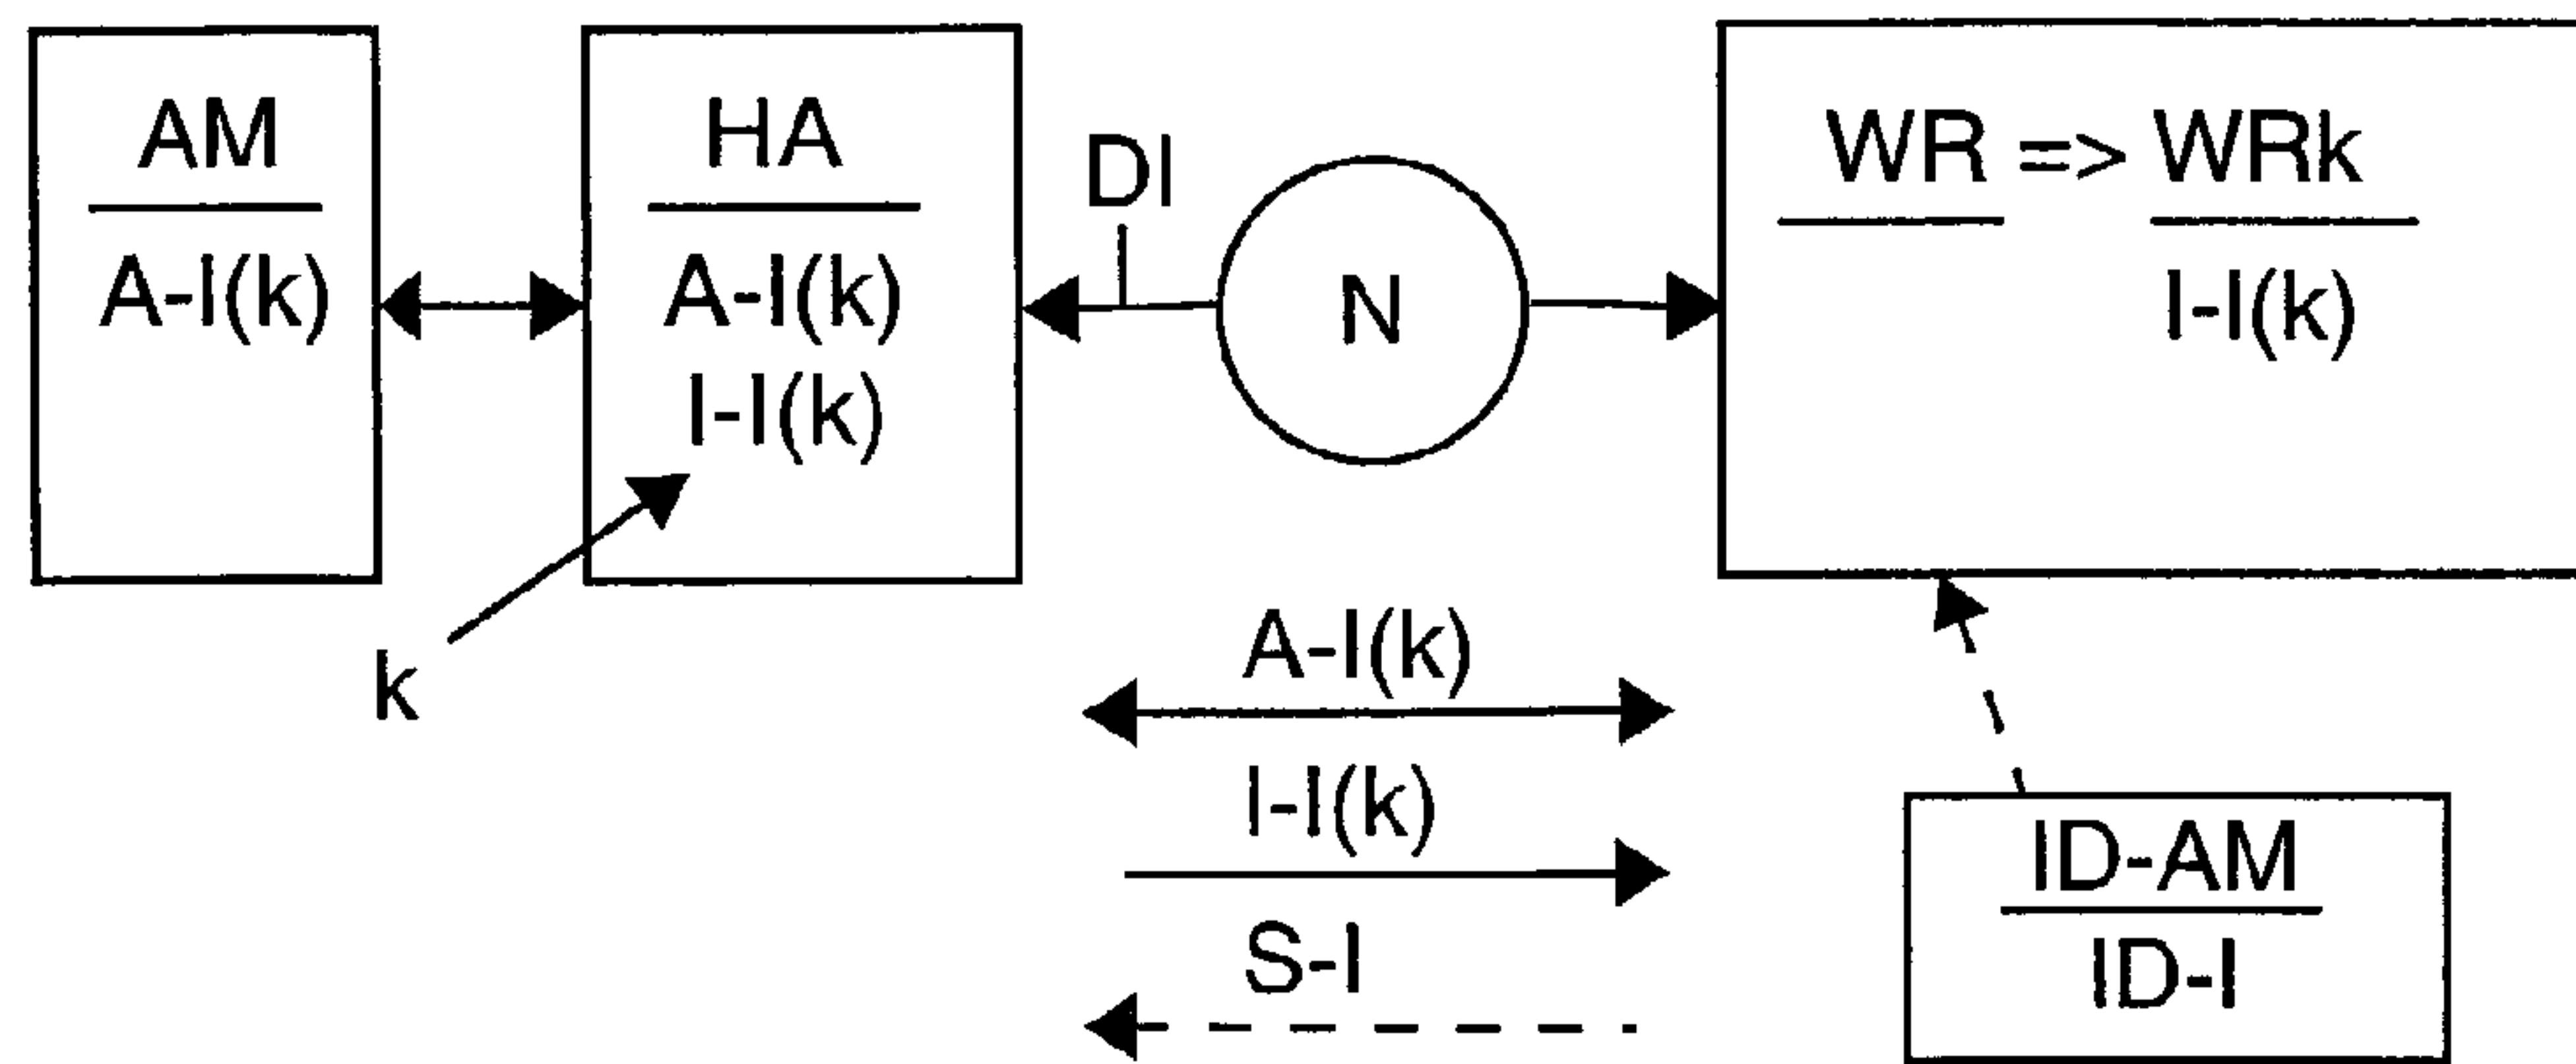 AM
A-I(k)
HA
A-I(k)
I-I(k)
k
DI
N
WR => WRk
I-I(k)
A-I(k)
I-I(k)
S-I
ID-AM
ID-I